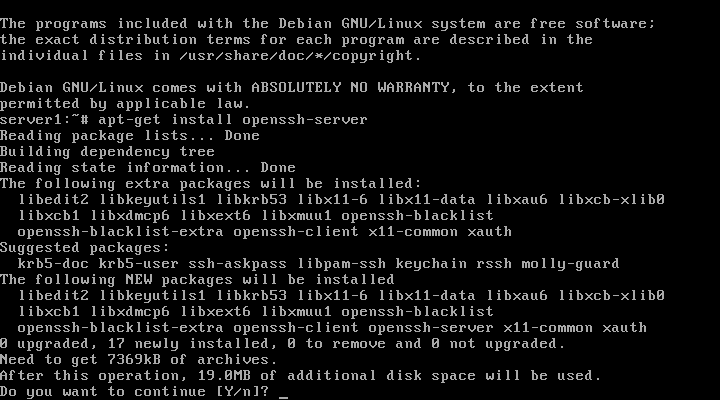 The programs included with the Debian GNU/Linux system are free software;
the exact distribution terms for each program are described in the
individual files in /usr/share/doc/*/copyright.
Debian GNU/Linux comes with ABSOLUTELY NO WARRANTY, to the extent
permitted by applicable law.
server1:~# apt-get install openssh-server
Reading package lists... Done
Building dependency tree
Reading state information... Done
The following extra packages will be installed:
  libedit2 libkeyutils1 libkrb53 libx11-6 libx11-data libxau6 libxcb-xlib0
  libxcb1 libxdmcp6 libxext6 libxmuu1 openssh-blacklist
  openssh-blacklist-extra openssh-client x11-common xauth
Suggested packages:
  krb5-doc krb5-user ssh-askpass libpam-ssh keychain rssh molly-guard
The following NEW packages will be installed
  libedit2 libkeyutils1 libkrb53 libx11-6 libx11-data libxau6 libxcb-xlib0
  libxcb1 libxdmcp6 libxext6 libxmuu1 openssh-blacklist
  openssh-blacklist-extra openssh-client openssh-server x11-common xauth
0 upgraded, 17 newly installed, 0 to remove and 0 not upgraded.
Need to get 7369kB of archives.
After this operation, 19.0MB of additional disk space will be used.
Do you want to continue [Y/n]? _